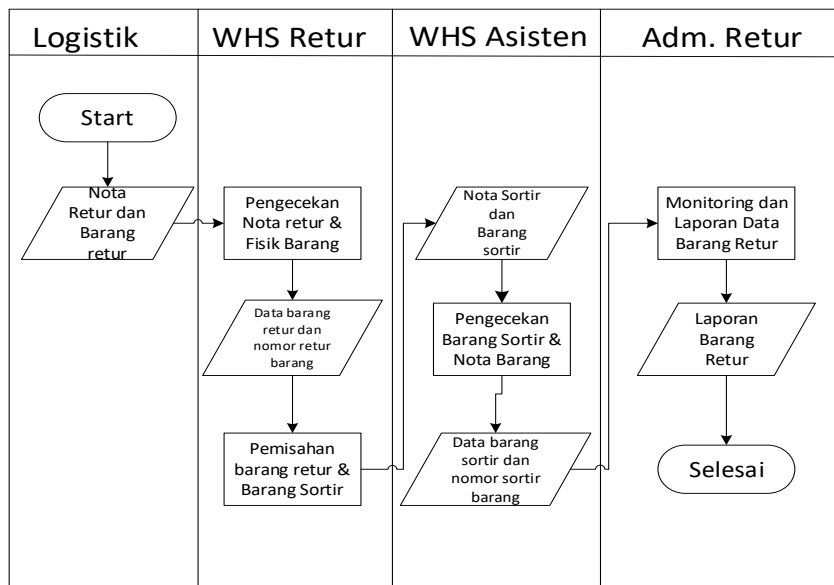 Logistik
WHS Retur
WHS Asisten
Adm. Retur
Start
Nota
Retur dan
Barang
retur
Pengecekan
Nota retur &
Fisik Barang
Data barang
retur dan
nomor retur
barang
Pemisahan
barang retur &
Barang Sortir
Nota Sortir
dan
Barang
sortir
Pengecekan
Barang Sortir &
Nota Barang
Data barang
sortir dan
nomor sortir
barang
Monitoring dan
Laporan Data
Barang Retur
Laporan
Barang
Retur
Selesai